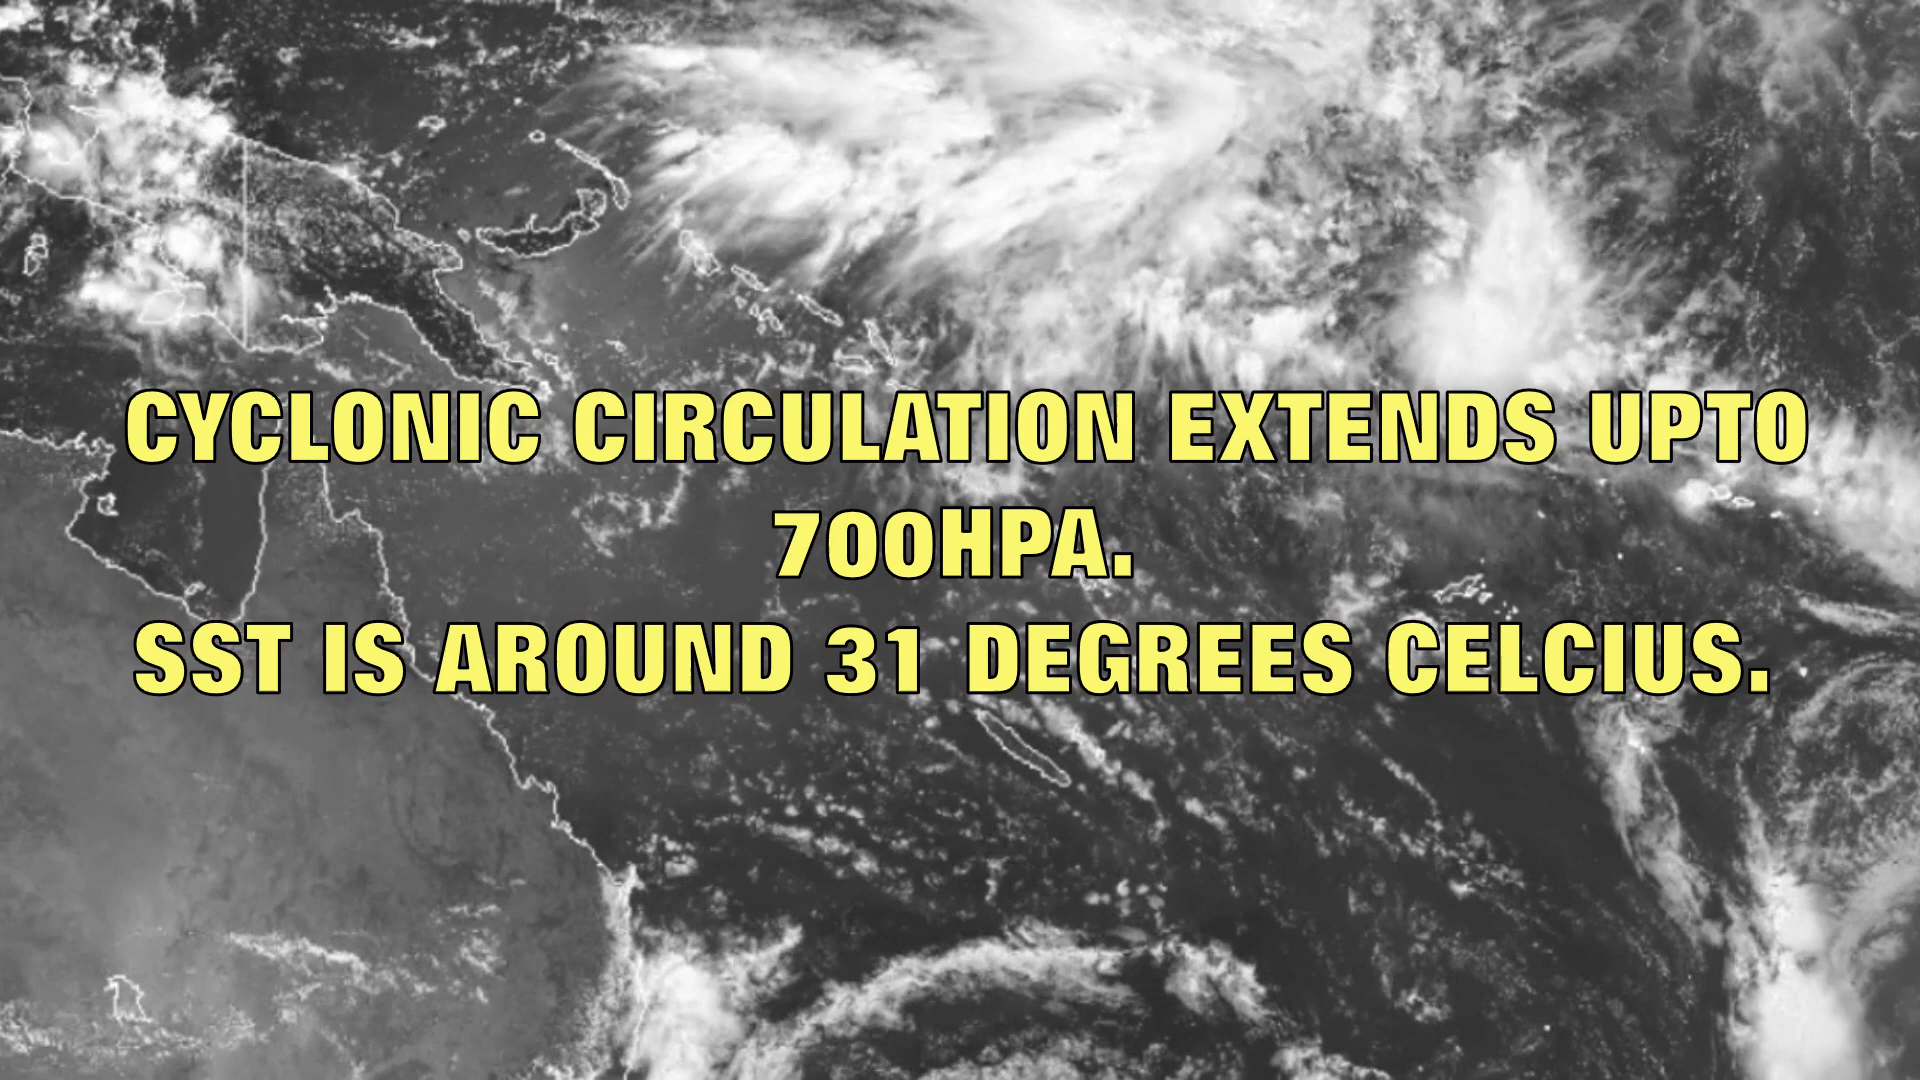 CYCLONIC CIRCULATION EXTENDS UPTO
700HPA.
SST IS AROUND 31 DEGREES CELCIUS.